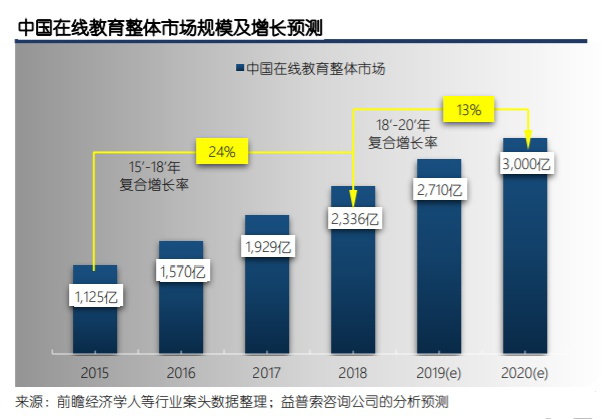 中国在线教育整体市场规模及增长预测
中国在线教育整体市场
13%
18’-20’年
复合增长率
24%
15’-18’年
复合增长率
1,125亿
1,570亿
1,929亿
2,336亿
2,710亿
3,000亿
2015 2016 2017 2018 2019(e) 2020(e)
来源：前瞻经济学人等行业案头数据整理；益普索咨询公司的分析预测